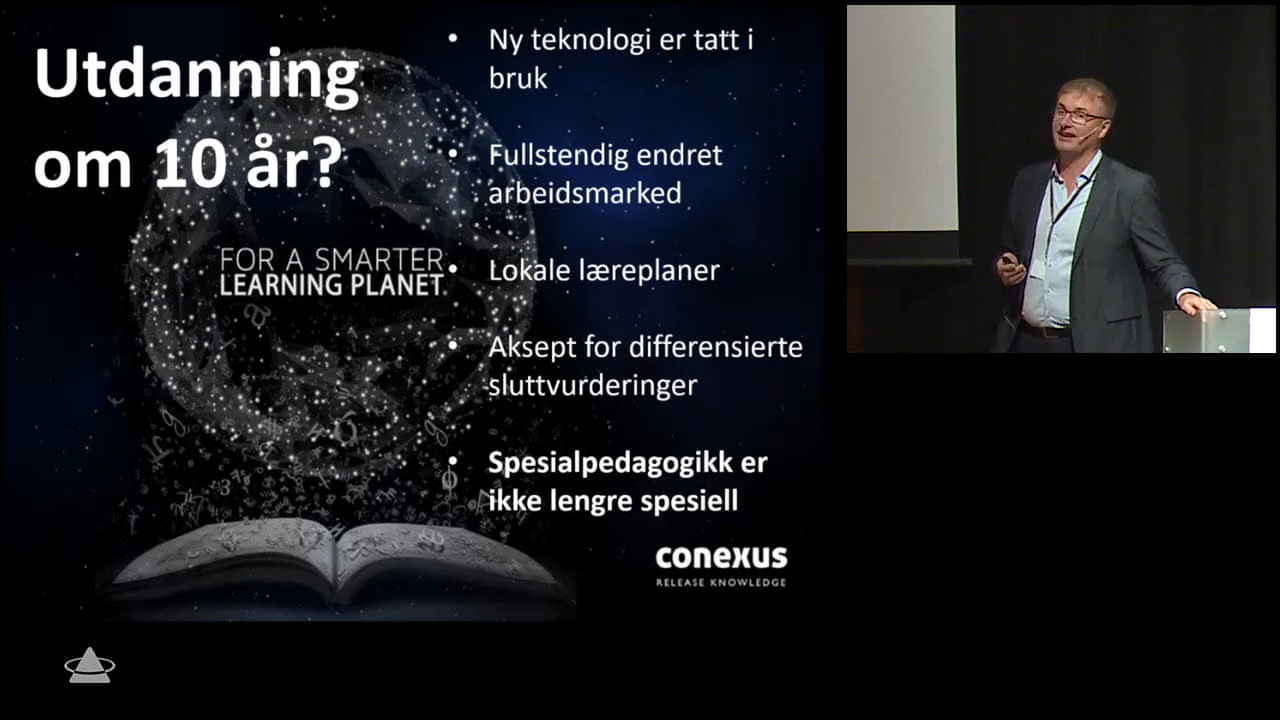 Utdanning
om 10 år?
FOR A SMARTER
LEARNING PLANET
• Ny teknologi er tatt i
bruk
• Fullstendig endret
arbeidsmarked
• Lokale læreplaner
• Aksept for differensierte
sluttvurderinger
• Spesialpedagogikk er
ikke lengre spesiell
conexus
RELEASE KNOWLEDGE